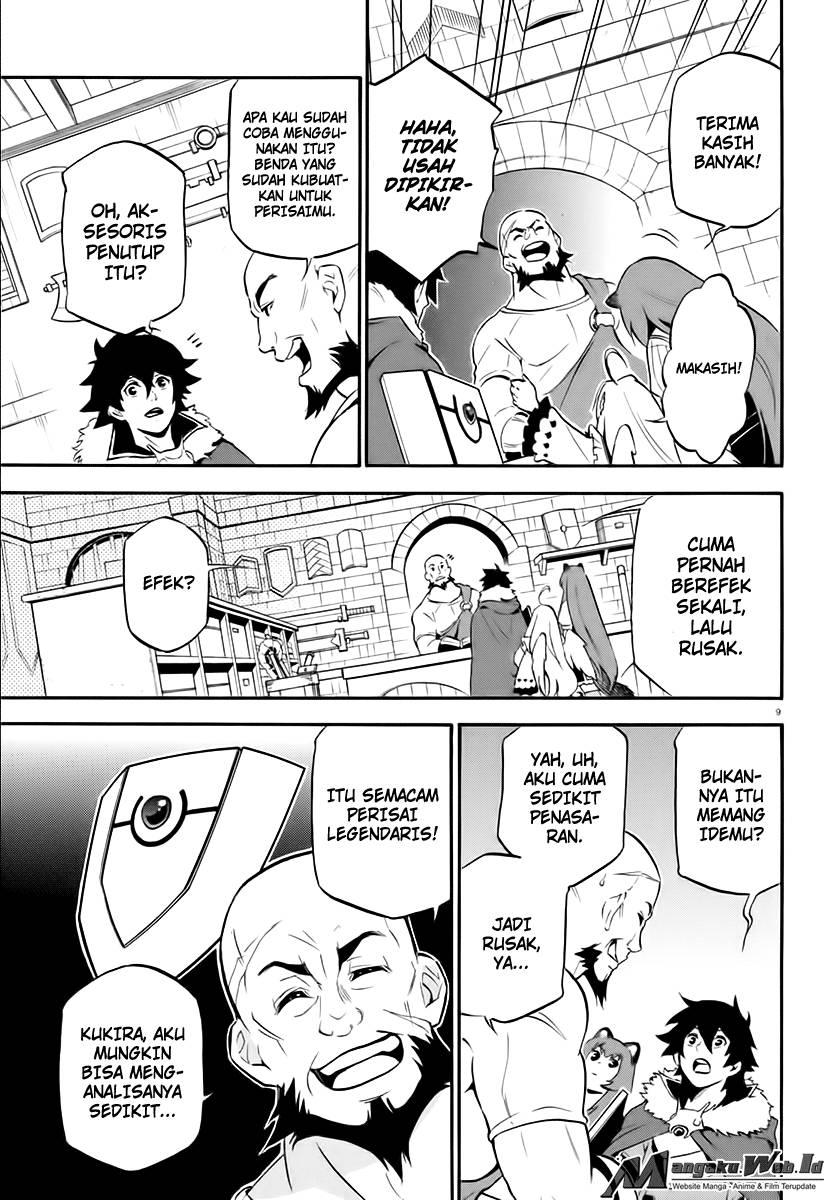 TERIMA
KASIH
BANYAK!
HAHA,
TIDAK
USAH
DIPIKIR-
KAN!
MAKASIH!
APA KAU SUDAH
COBA MENGGU-
NAKAN ITU?
BENDA YANG
SUDAH KUBUAT-
KAN UNTUK
PERISAIMU.
OH, AK-
SESORIS
PENUTUP
ITU?
CUMA
PERNAH
BEREFEK
SEKALI,
LALU
RUSAK.
EFEK?
9
BUKAN-
NYA ITU
MEMANG
IDEMU?
YAH, UH,
AKU CUMA
SEDIKIT
PENASA-
RAN.
JADI
RUSAK,
YA...
ITU SEMACAM
PERISAI
LEGENDARIS!
KUKIRA, AKU
MUNGKIN
BISA MENG-
ANALISANYA
SEDIKIT...
Mangaku.Web.Id
Website Manga - Anime & Film Terupdate